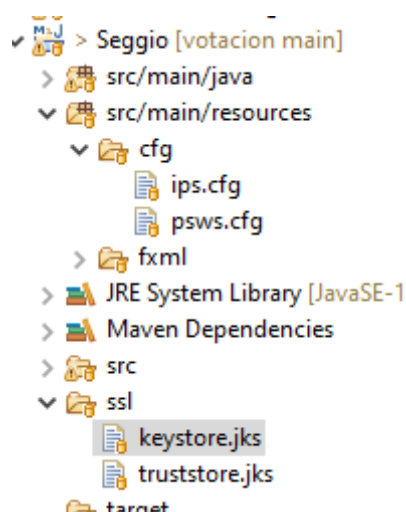 > Seggio [votacion main]
> src/main/java
src/main/resources
cfg
ips.cfg
psws.cfg
> fxml
> JRE System Library [JavaSE-1
> Maven Dependencies
> src
ssl
keystore.jks
truststore.jks
target